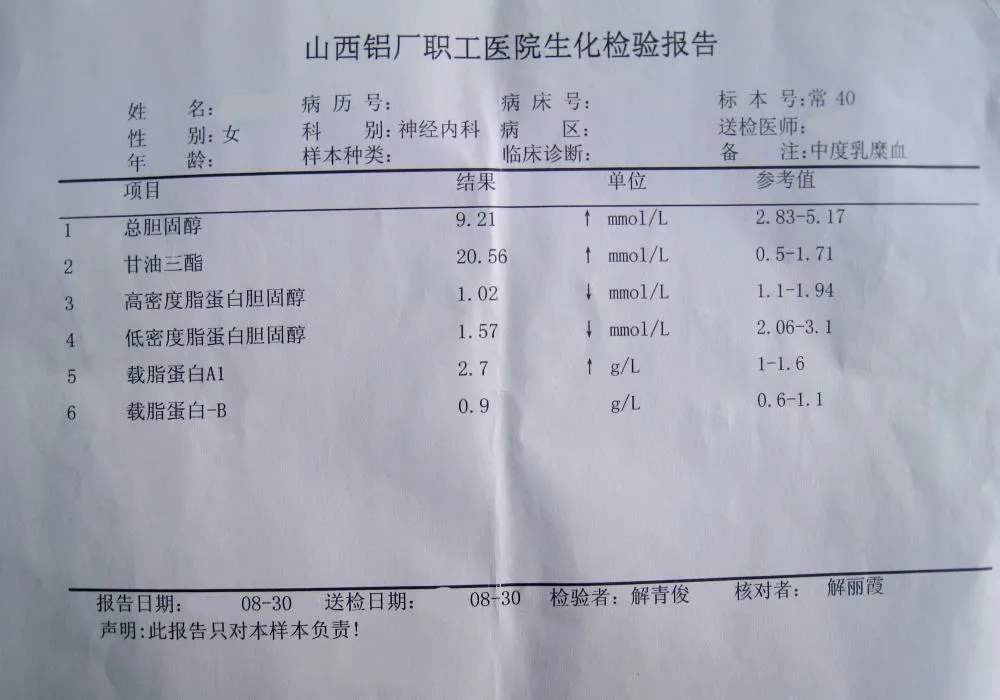 山西铝厂职工医院生化检验报告
姓 名: 病 历 号: 病 床 号: 标 本 号:常 40
性 别:女 科 别:神经内科 病 区: 送检医师:
年 龄: 样本种类: 临床诊断: 备 注:中度乳糜血
项目 结果 单位 参考值
1 总胆固醇 9.21 ↑ mmol/L 2.83-5.17
2 甘油三酯 20.56 ↑ mmol/L 0.5-1.71
3 高密度脂蛋白胆固醇 1.02 ↓ mmol/L 1.1-1.94
4 低密度脂蛋白胆固醇 1.57 ↓ mmol/L 2.06-3.1
5 载脂蛋白A1 2.7 ↑ g/L 1-1.6
6 载脂蛋白-B 0.9 g/L 0.6-1.1
报告日期: 08-30 送检日期: 08-30 检验者:解青俊 核对者: 解丽霞
声明:此报告只对本样本负责!